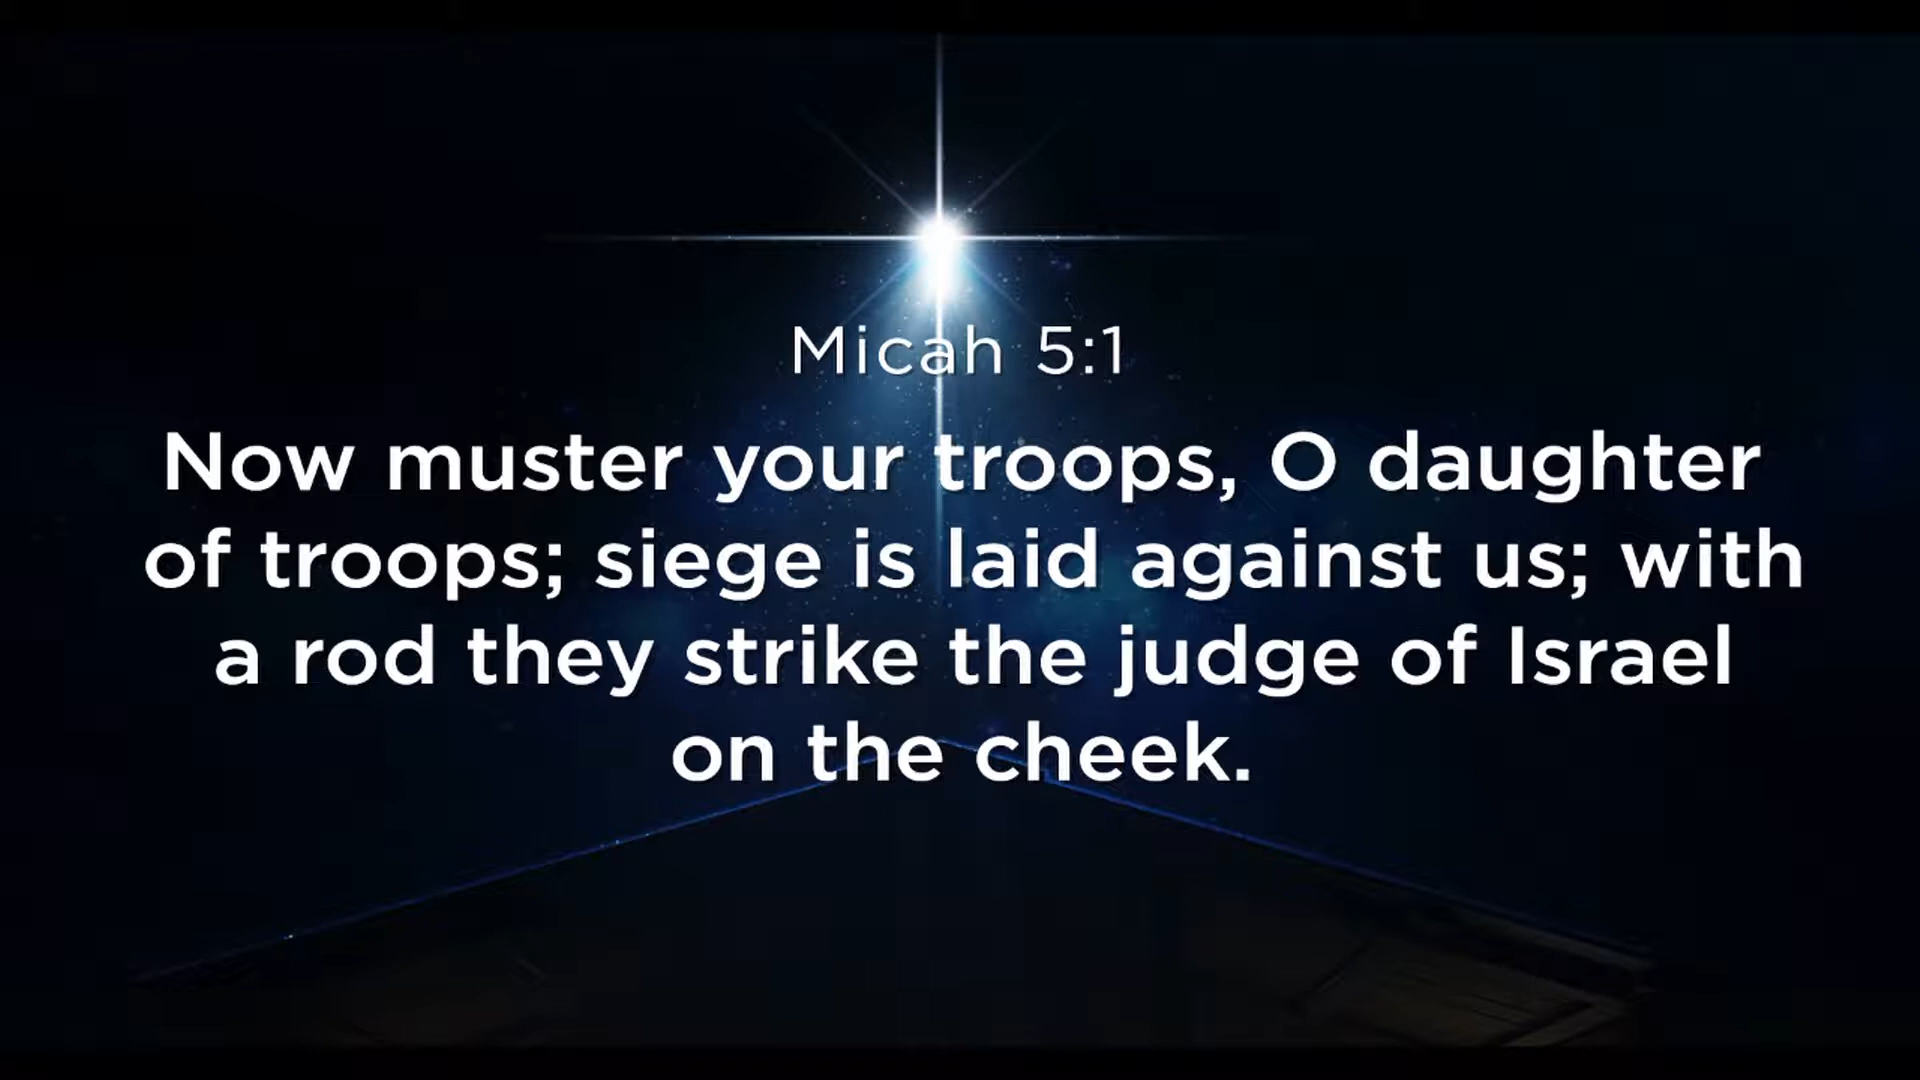 Micah 5:1
Now muster your troops, O daughter
of troops; siege is laid against us; with
a rod they strike the judge of Israel
on the cheek.